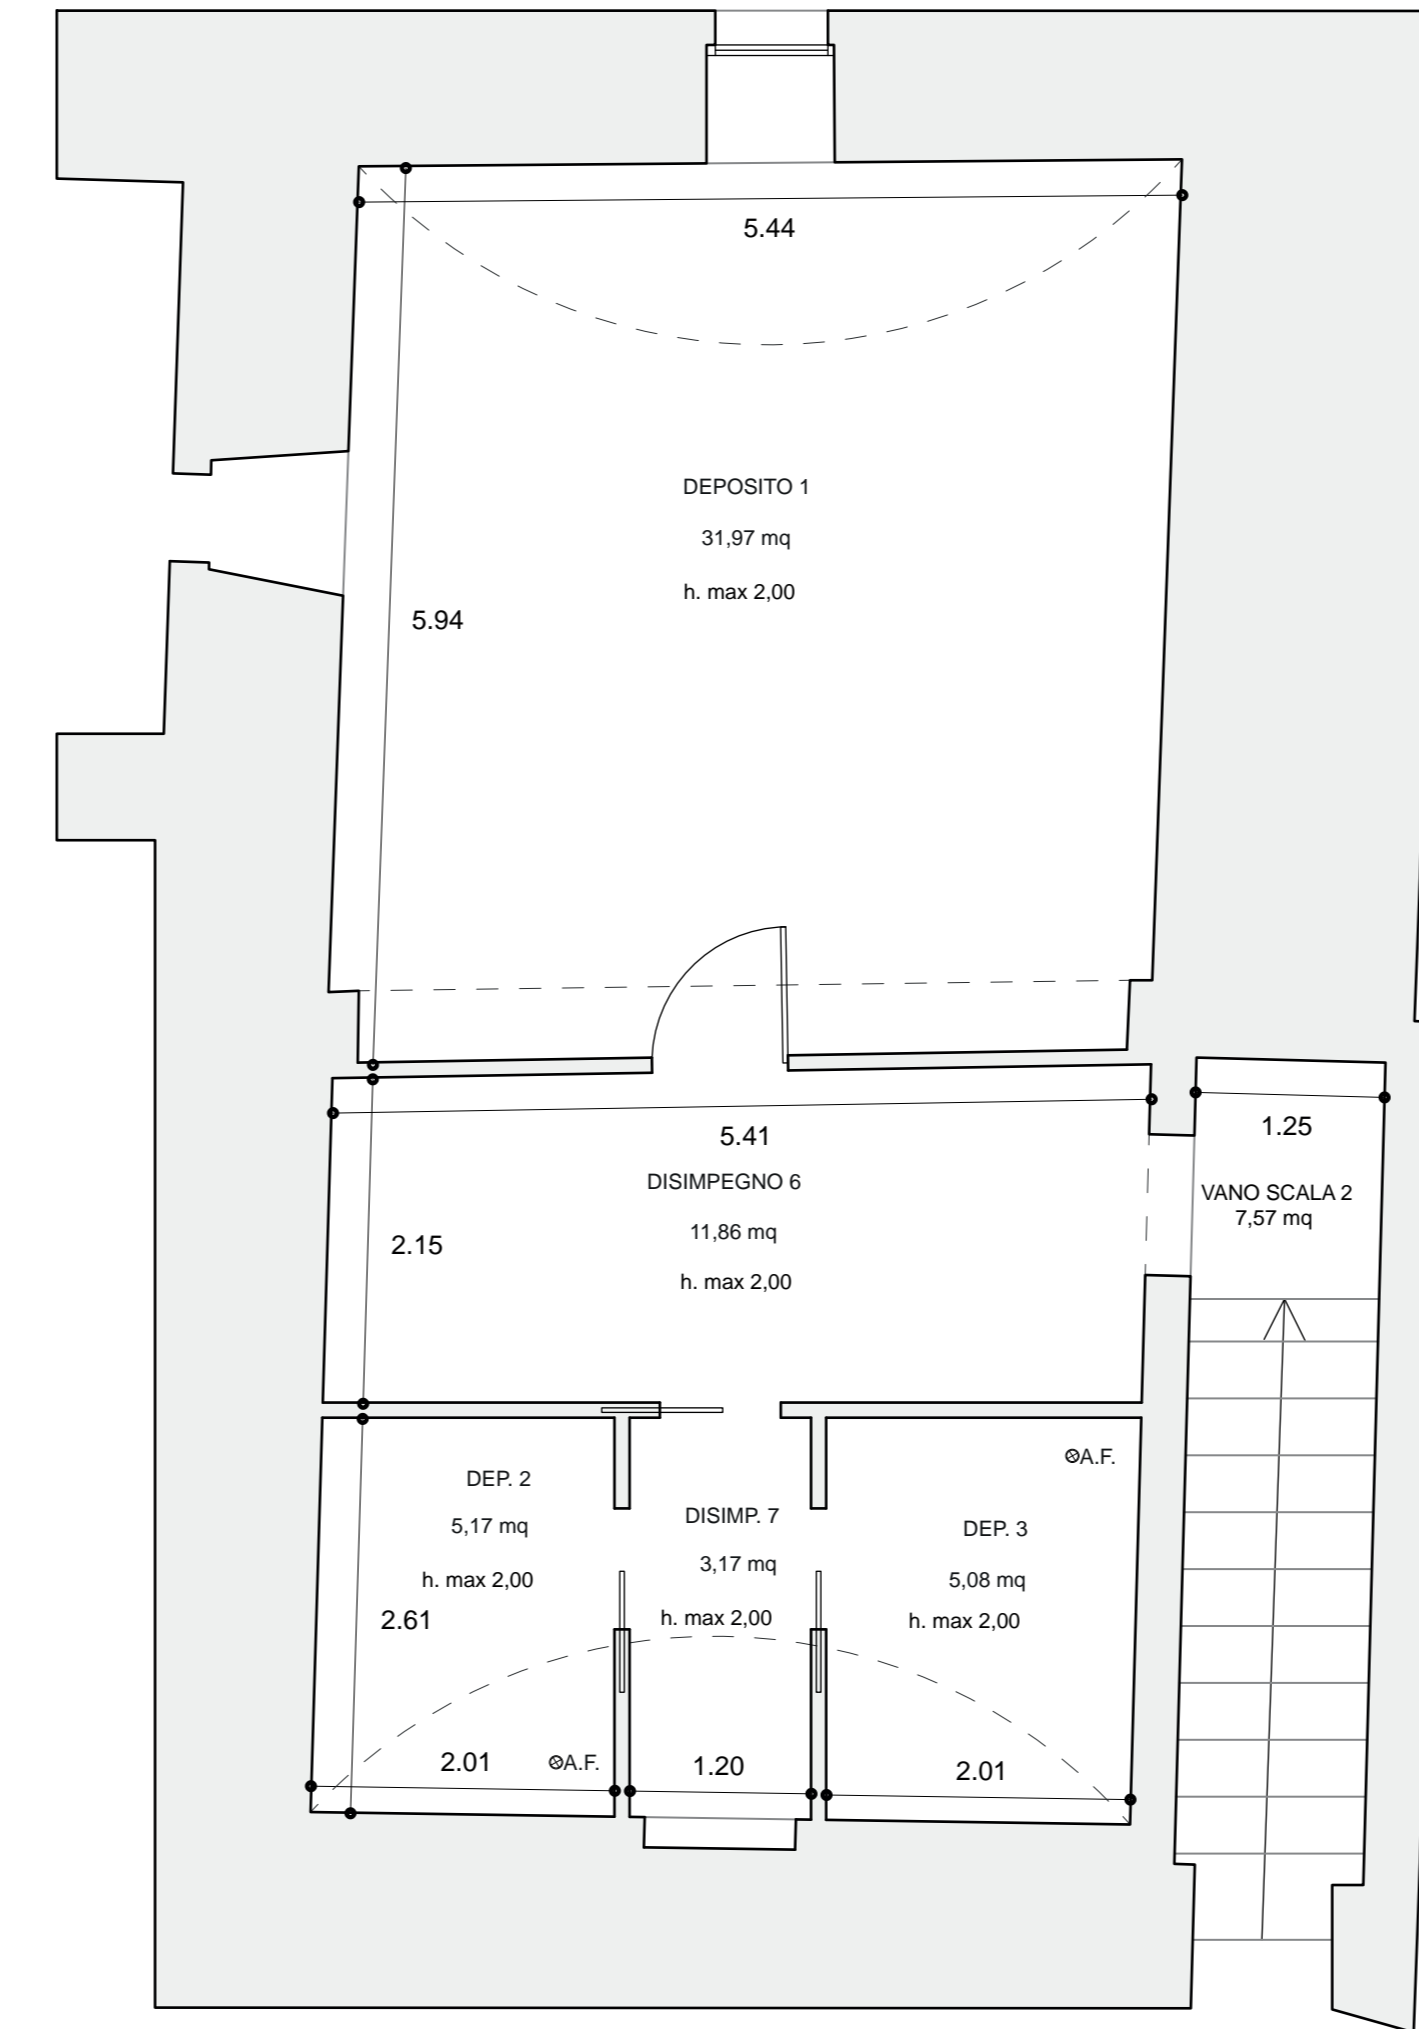 5.44
DEPOSITO 1
31,97 mq
h. max 2,00
5.94
5.41
DISIMPEGNO 6
11,86 mq
h. max 2,00
2.15
1.25
VANO SCALA 2
7,57 mq
DEP. 2
5,17 mq
h. max 2,00
2.61
2.01
A.F.
DISIMP. 7
3,17 mq
h. max 2,00
1.20
A.F.
DEP. 3
5,08 mq
h. max 2,00
2.01